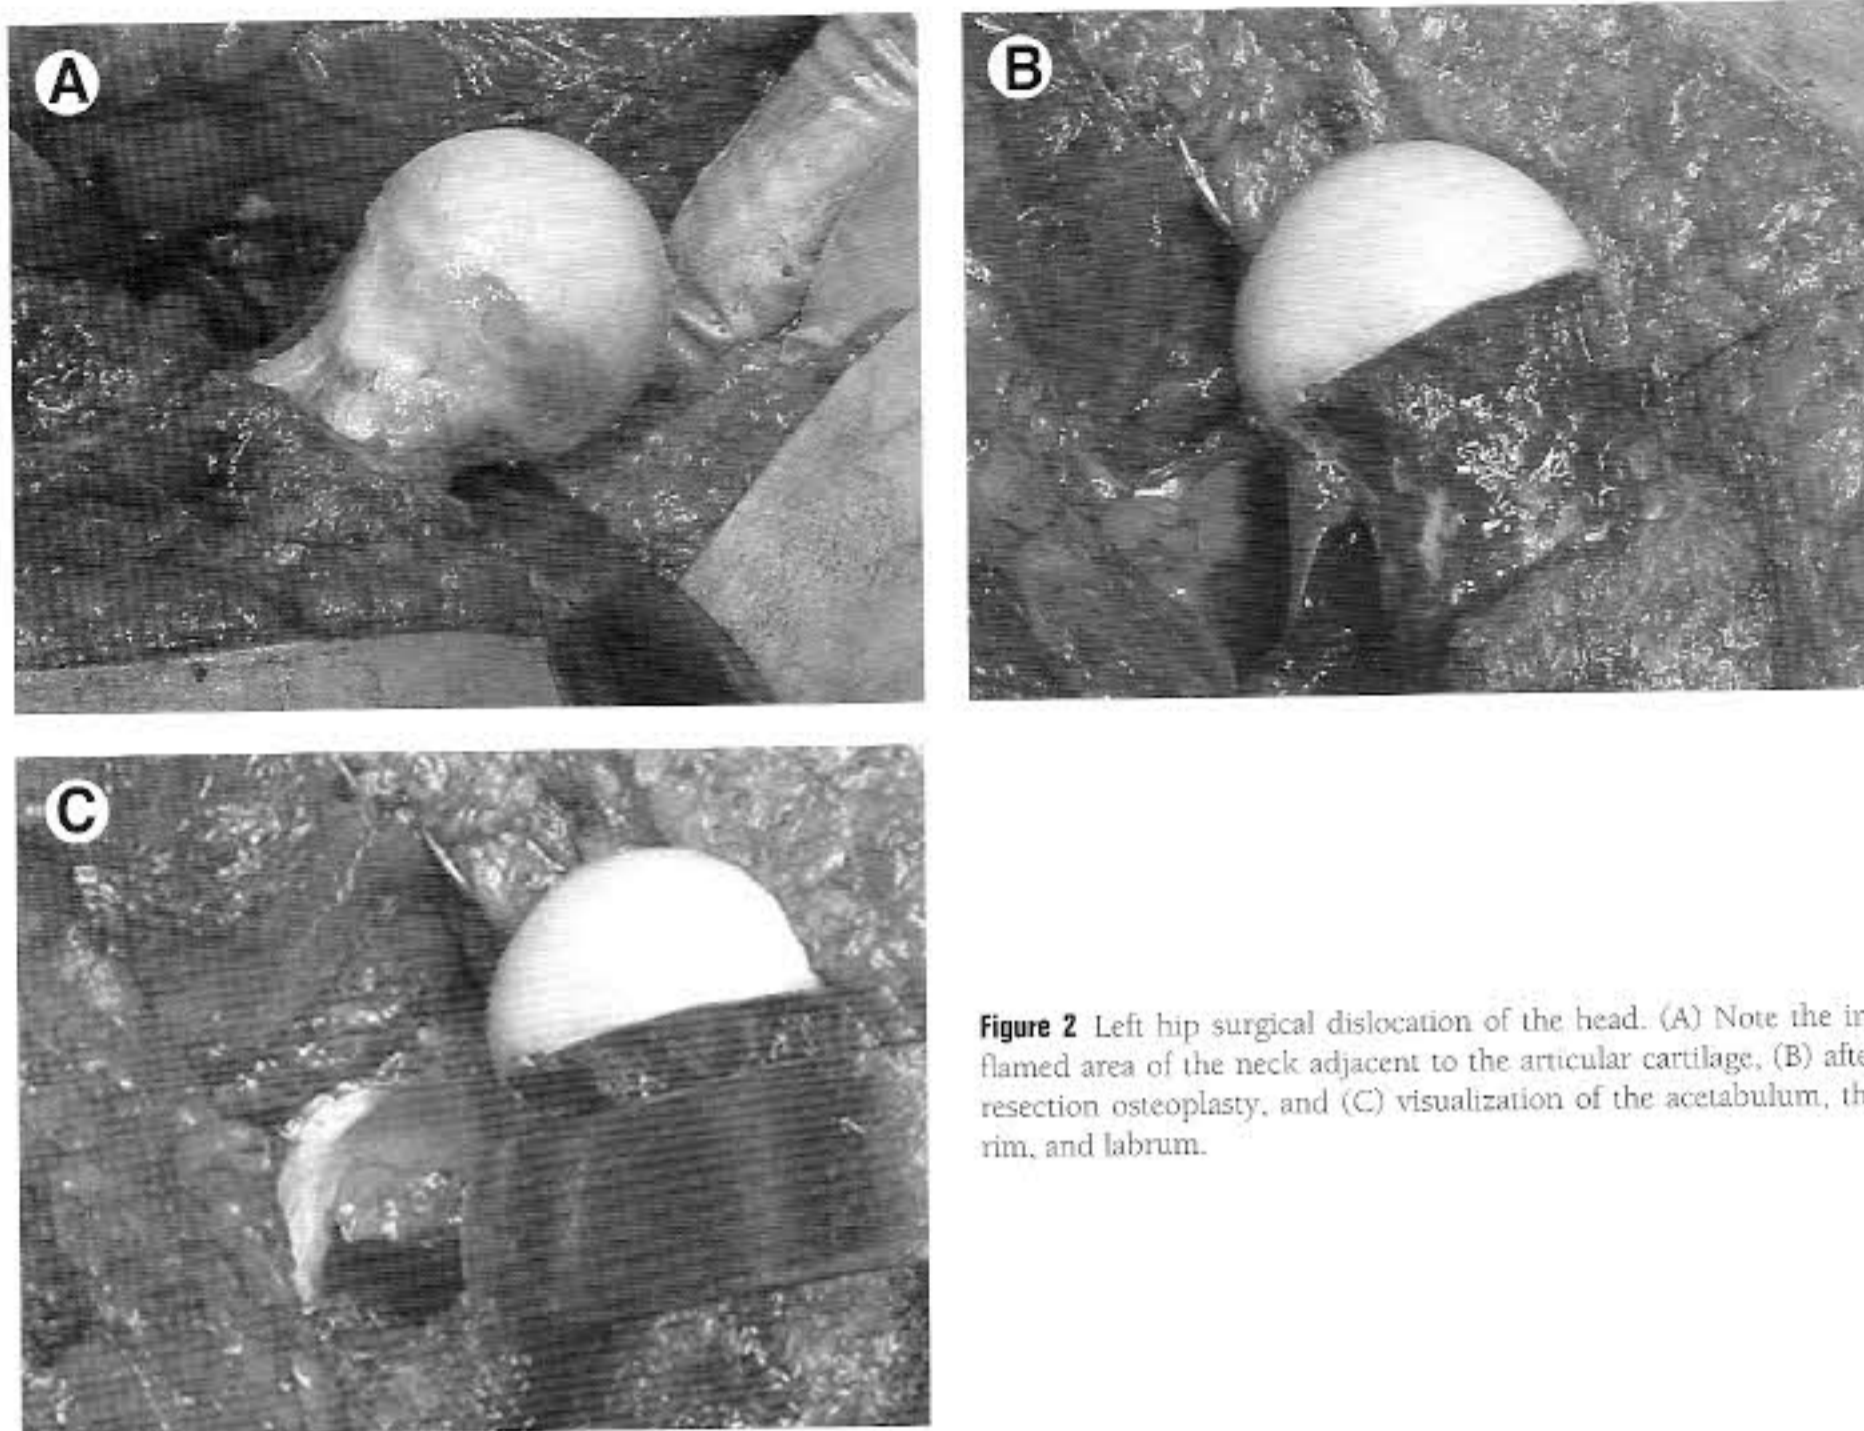 A
B
C
Figure 2 Left hip surgical dislocation of the head. (A) Note the in
flamed area of the neck adjacent to the articular cartilage, (B) afte
resection osteoplasty, and (C) visualization of the acetabulum, th
rim, and labrum.